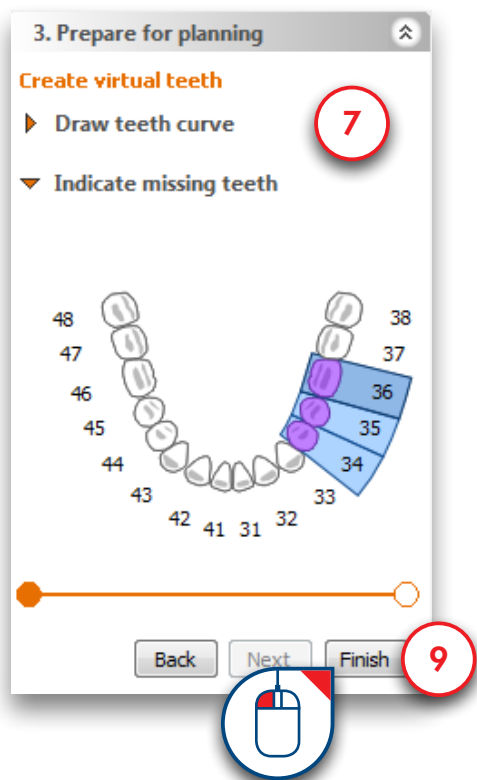 3. Prepare for planning
Create virtual teeth
Draw teeth curve
7
Indicate missing teeth
48 38
47 37
46 36
45 35
44 34
43 33
42 41 31 32
Back Next Finish 9